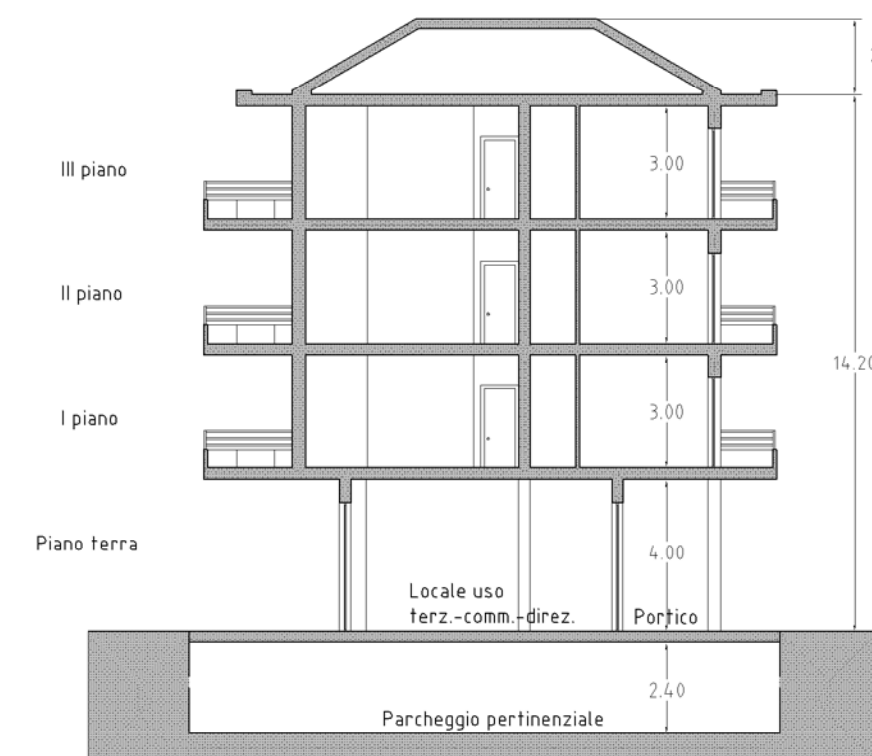 III piano
3.00
II piano
3.00
14.20
I piano
3.00
Piano terra
4.00
Locale uso
terz.-comm.-direz.
Portico
2.40
Parcheggio pertinenziale